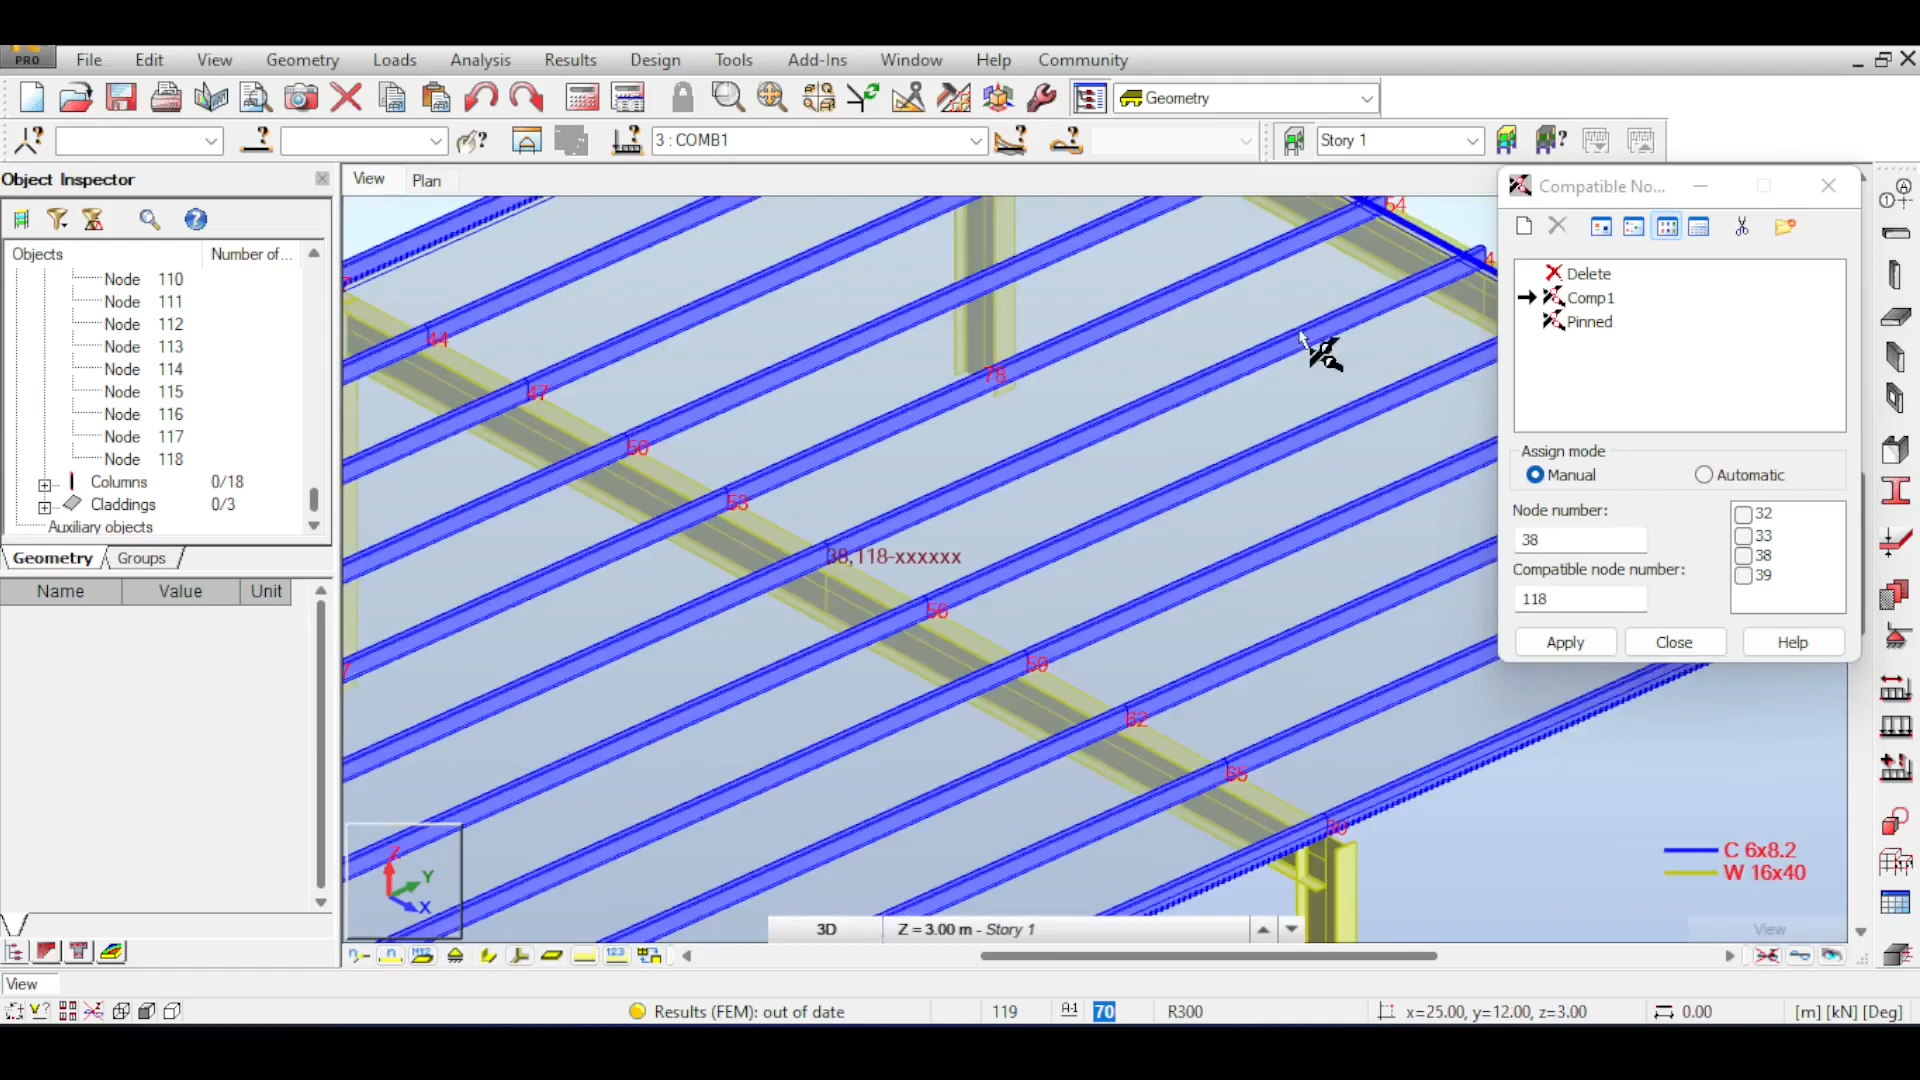 PRO
File Edit View Geometry Loads Analysis Results Design Tools Add-Ins Window Help Community
Geometry
3 : COMB1
Story 1
Object Inspector
View
Plan
Compatible No...
Objects
Number of...
Node 110
Node 111
Node 112
Node 113
Node 114
Node 115
Node 116
Node 117
Node 118
Columns 0/18
Claddings 0/3
Auxiliary objects
Geometry
Groups
Name
Value
Unit
Delete
Comp1
Pinned
Assign mode
Manual
Automatic
Node number:
38
Compatible node number:
118
32
33
38
39
Apply
Close
Help
54
4
44
47
78
50
53
38,118-xxxxxx
56
59
62
65
30
C 6x8.2
W 16x40
Z
Y
X
3D
Z = 3.00 m - Story 1
View
View
Results (FEM): out of date
119
70
R300
x=25.00, y=12.00, z=3.00
0.00
[m] [kN] [Deg]